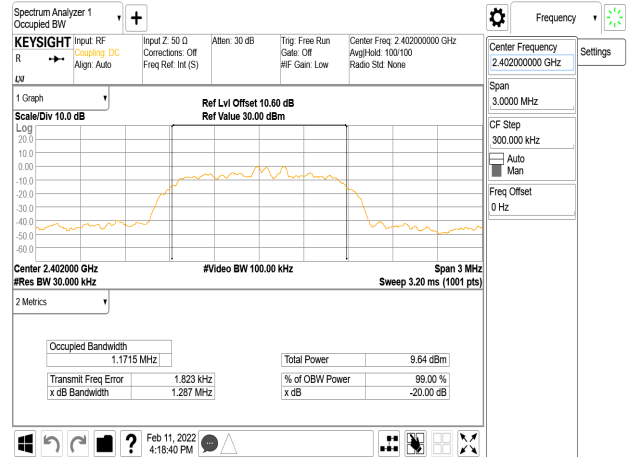 Spectrum Analyzer 1
Occupied BW
Frequency
KEYSIGHT
R
Input: RF
Coupling: DC
Align: Auto
Input Z: 50 Ω
Corrections: Off
Freq Ref: Int (S)
Atten: 30 dB
Trig: Free Run
Gate: Off
#IF Gain: Low
Center Freq: 2.402000000 GHz
Avg|Hold: 100/100
Radio Std: None
Center Frequency
2.402000000 GHz
Settings
Span
3.0000 MHz
CF Step
300.000 kHz
Auto
Man
Freq Offset
0 Hz
1 Graph
Scale/Div 10.0 dB
Ref Lvl Offset 10.60 dB
Ref Value 30.00 dBm
Log
20.0
10.0
0.00
-10.0
-20.0
-30.0
-40.0
-50.0
-60.0
Center 2.402000 GHz
#Video BW 100.00 kHz
Span 3 MHz
#Res BW 30.000 kHz
Sweep 3.20 ms (1001 pts)
2 Metrics
Occupied Bandwidth
1.1715 MHz
Total Power 9.64 dBm
Transmit Freq Error 1.823 kHz
% of OBW Power 99.00 %
x dB Bandwidth 1.287 MHz
x dB -20.00 dB
?
Feb 11, 2022
4:18:40 PM